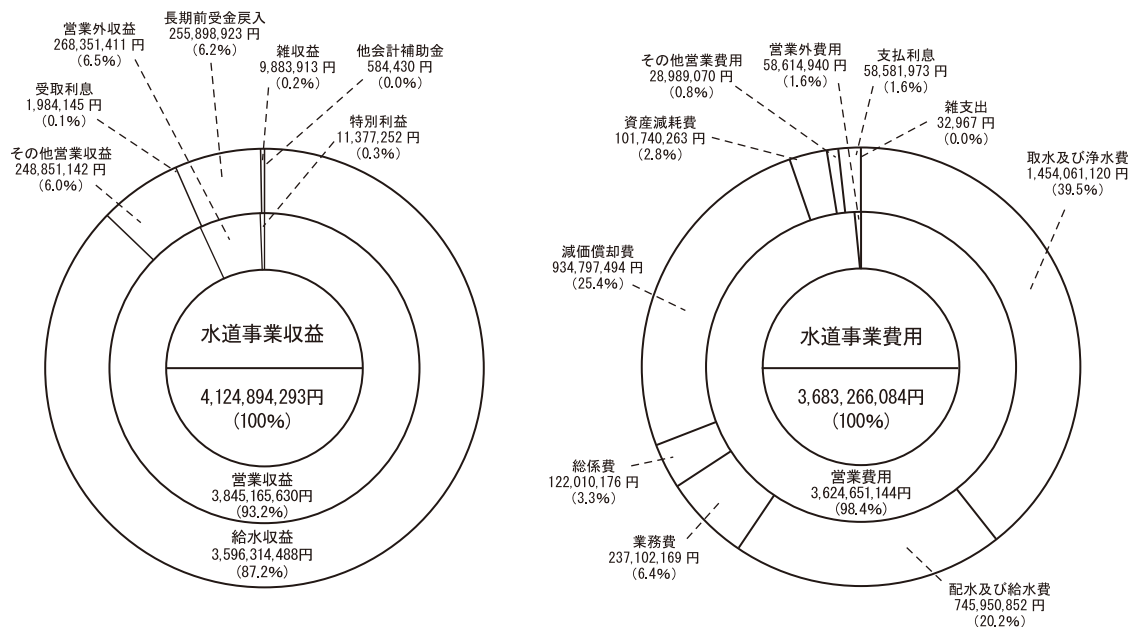 長期前受金戻入
255,898,923 円
(6.2%)
営業外収益
268,351,411 円
(6.5%)
雑収益
9,883,913 円
(0.2%)
他会計補助金
584,430 円
(0.0%)
受取利息
1,984,145 円
(0.1%)
特別利益
11,377,252 円
(0.3%)
その他営業収益
248,851,142 円
(6.0%)
水道事業収益
4,124,894,293円
(100%)
営業収益
3,845,165,630円
(93.2%)
給水収益
3,596,314,488円
(87.2%)
その他営業費用
28,989,070 円
(0.8%)
営業外費用
58,614,940 円
(1.6%)
支払利息
58,581,973 円
(1.6%)
雑支出
32,967 円
(0.0%)
資産減耗費
101,740,263 円
(2.8%)
取水及び浄水費
1,454,061,120 円
(39.5%)
減価償却費
934,797,494 円
(25.4%)
水道事業費用
3,683,266,084円
(100%)
総係費
122,010,176 円
(3.3%)
営業費用
3,624,651,144円
(98.4%)
業務費
237,102,169 円
(6.4%)
配水及び給水費
745,950,852 円
(20.2%)